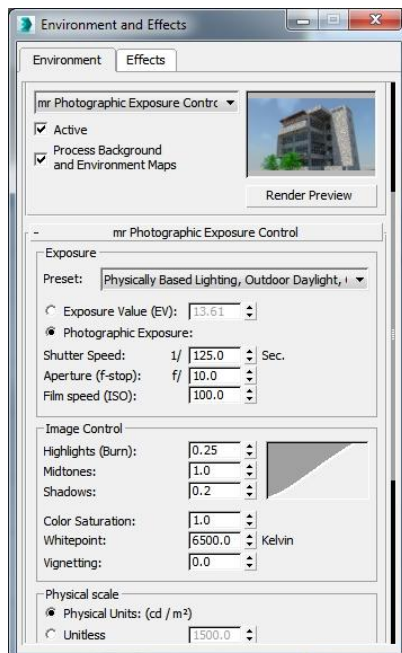 Environment and Effects
Environment Effects
mr Photographic Exposure Contrc
Active
Process Background
and Environment Maps
Render Preview
- mr Photographic Exposure Control
Exposure
Preset: Physically Based Lighting, Outdoor Daylight,
Exposure Value (EV): 13.61
Photographic Exposure:
Shutter Speed: 1/ 125.0 Sec.
Aperture (f-stop): f/ 10.0
Film speed (ISO): 100.0
Image Control
Highlights (Burn): 0.25
Midtones: 1.0
Shadows: 0.2
Color Saturation: 1.0
Whitepoint: 6500.0 Kelvin
Vignetting: 0.0
Physical scale
Physical Units: (cd / m²)
Unitless 1500.0